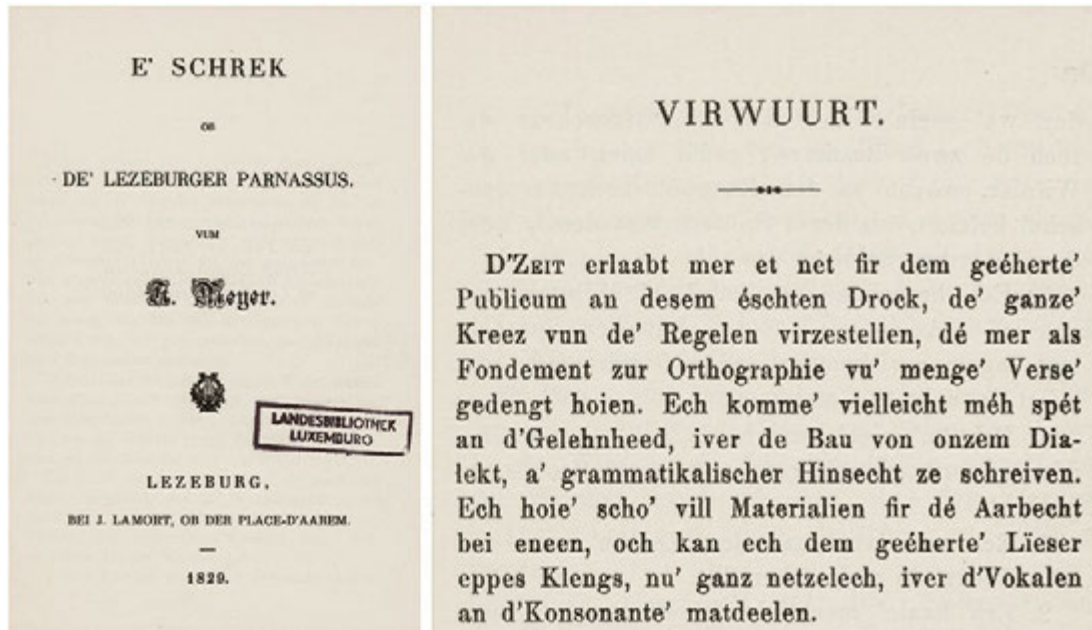 E' SCHREK
OB
DE' LEZEBURGER PARNASSUS.
VUM
A. Meyer.
LANDESBIBLIOTHEK
LUXEMBURG
LEZEBURG,
BEI J. LAMORT, OB DER PLACE-D'AAREM.
1829.
VIRWUURT.
D'ZEIT erlaabt mer et net fir dem geéherte'
Publicum an desem éschten Drock, de' ganze'
Kreez vun de' Regelen virzestellen, dé mer als
Fondement zur Orthographie vu' menge' Verse'
gedengt hoien. Ech komme' vielleicht méh spét
an d'Gelehnheed, iver de Bau von onzem Dia-
lekt, a' grammatikalischer Hinsecht ze schreiven.
Ech hoie' scho' vill Materialien fir dé Aarbecht
bei eneen, och kan ech dem geéherte' Lïeser
eppes Klengs, nu' ganz netzelech, iver d'Vokalen
an d'Konsonante' matdeelen.